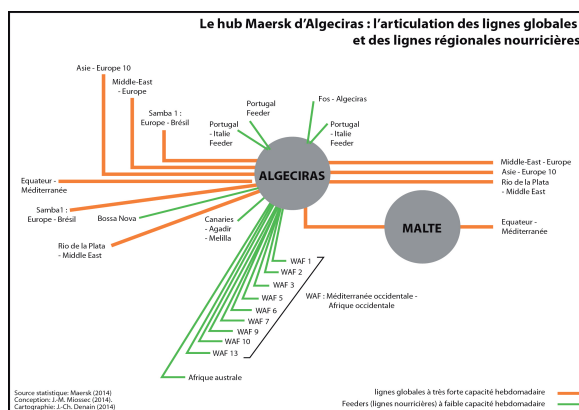 Le hub Maersk d'Algeciras : l'articulation des lignes globales
et des lignes régionales nourricières
Asie - Europe 10
Middle-East
- Europe
Samba 1 :
Europe - Brésil
Portugal
Feeder
Portugal
- Italie
Feeder
Fos - Algeciras
Portugal
- Italie
Feeder
ALGECIRAS
Middle-East - Europe
Asie - Europe 10
Rio de la Plata
- Middle East
Equateur -
Méditerranée
Samba1 :
Europe - Brésil
Bossa Nova
Rio de la Plata
- Middle East
Canaries
- Agadir
- Melilla
MALTE
Equateur -
Méditerranée
WAF 1
WAF 2
WAF 3
WAF 5
WAF 6
WAF 7
WAF 9
WAF 10
WAF 13
WAF : Méditerranée occidentale -
Afrique occidentale
Afrique australe
Source statistique: Maersk (2014)
Conception: J.-M. Miossec (2014).
Cartographie: J.-Ch. Denain (2014)
lignes globales à très forte capacité hebdomadaire
Feeders (lignes nourricières) à faible capacité hebdomadaire